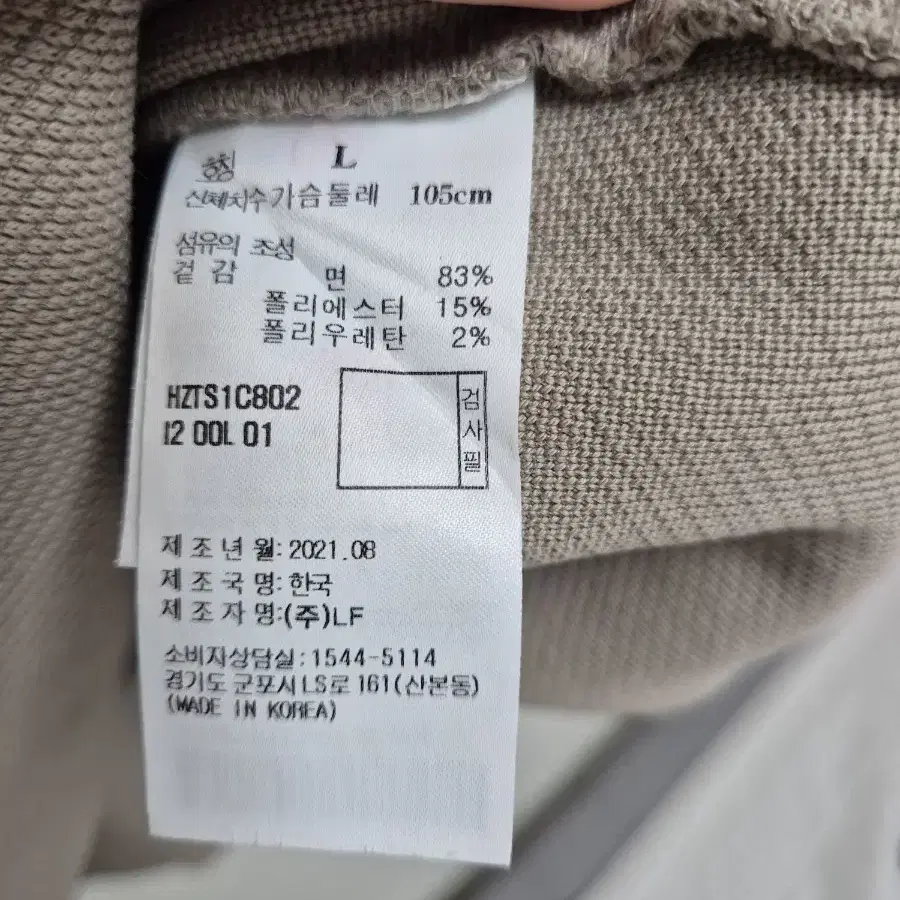 호칭 L
신체치수 가슴둘레 105cm
섬유의 조성
겉감 면 83%
폴리에스터 15%
폴리우레탄 2%
HZTS1C802
I2 00L 01
검사필
제조년월: 2021.08
제조국명: 한국
제조자명:(주)LF
소비자상담실: 1544-5114
경기도 군포시 LS로 161(산본동)
(MADE IN KOREA)